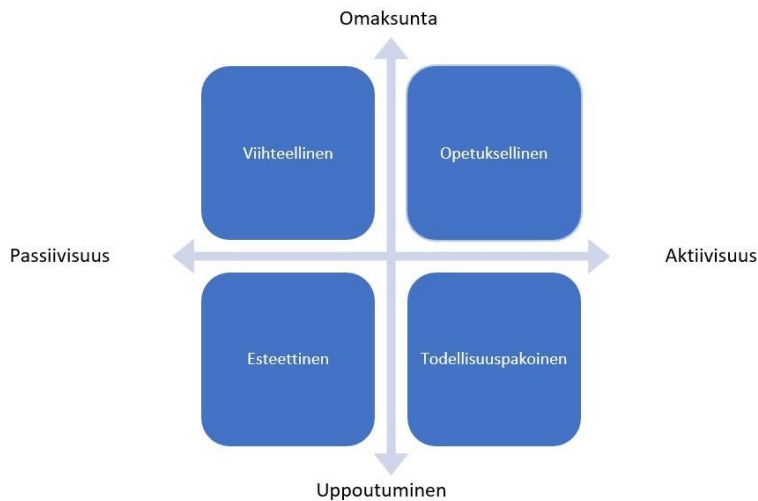 Omaksunta
Viihteellinen
Opetuksellinen
Passiivisuus
Aktiivisuus
Esteettinen
Todellisuuspakoinen
Uppoutuminen